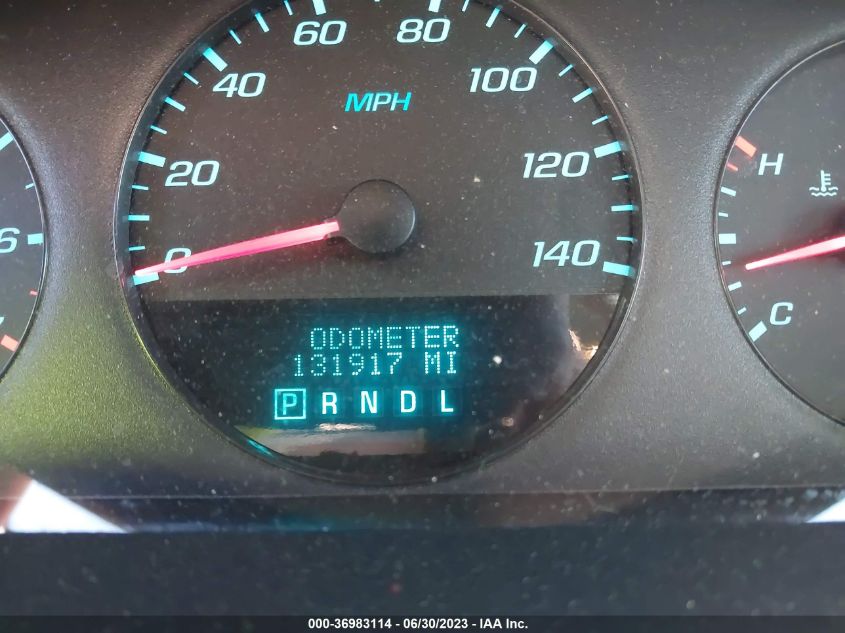 60 80
40 100
MPH
20 120
0 140
6
H
C
ODOMETER
131917 MI
P R N D L
000-36983114 - 06/30/2023 - IAA Inc.